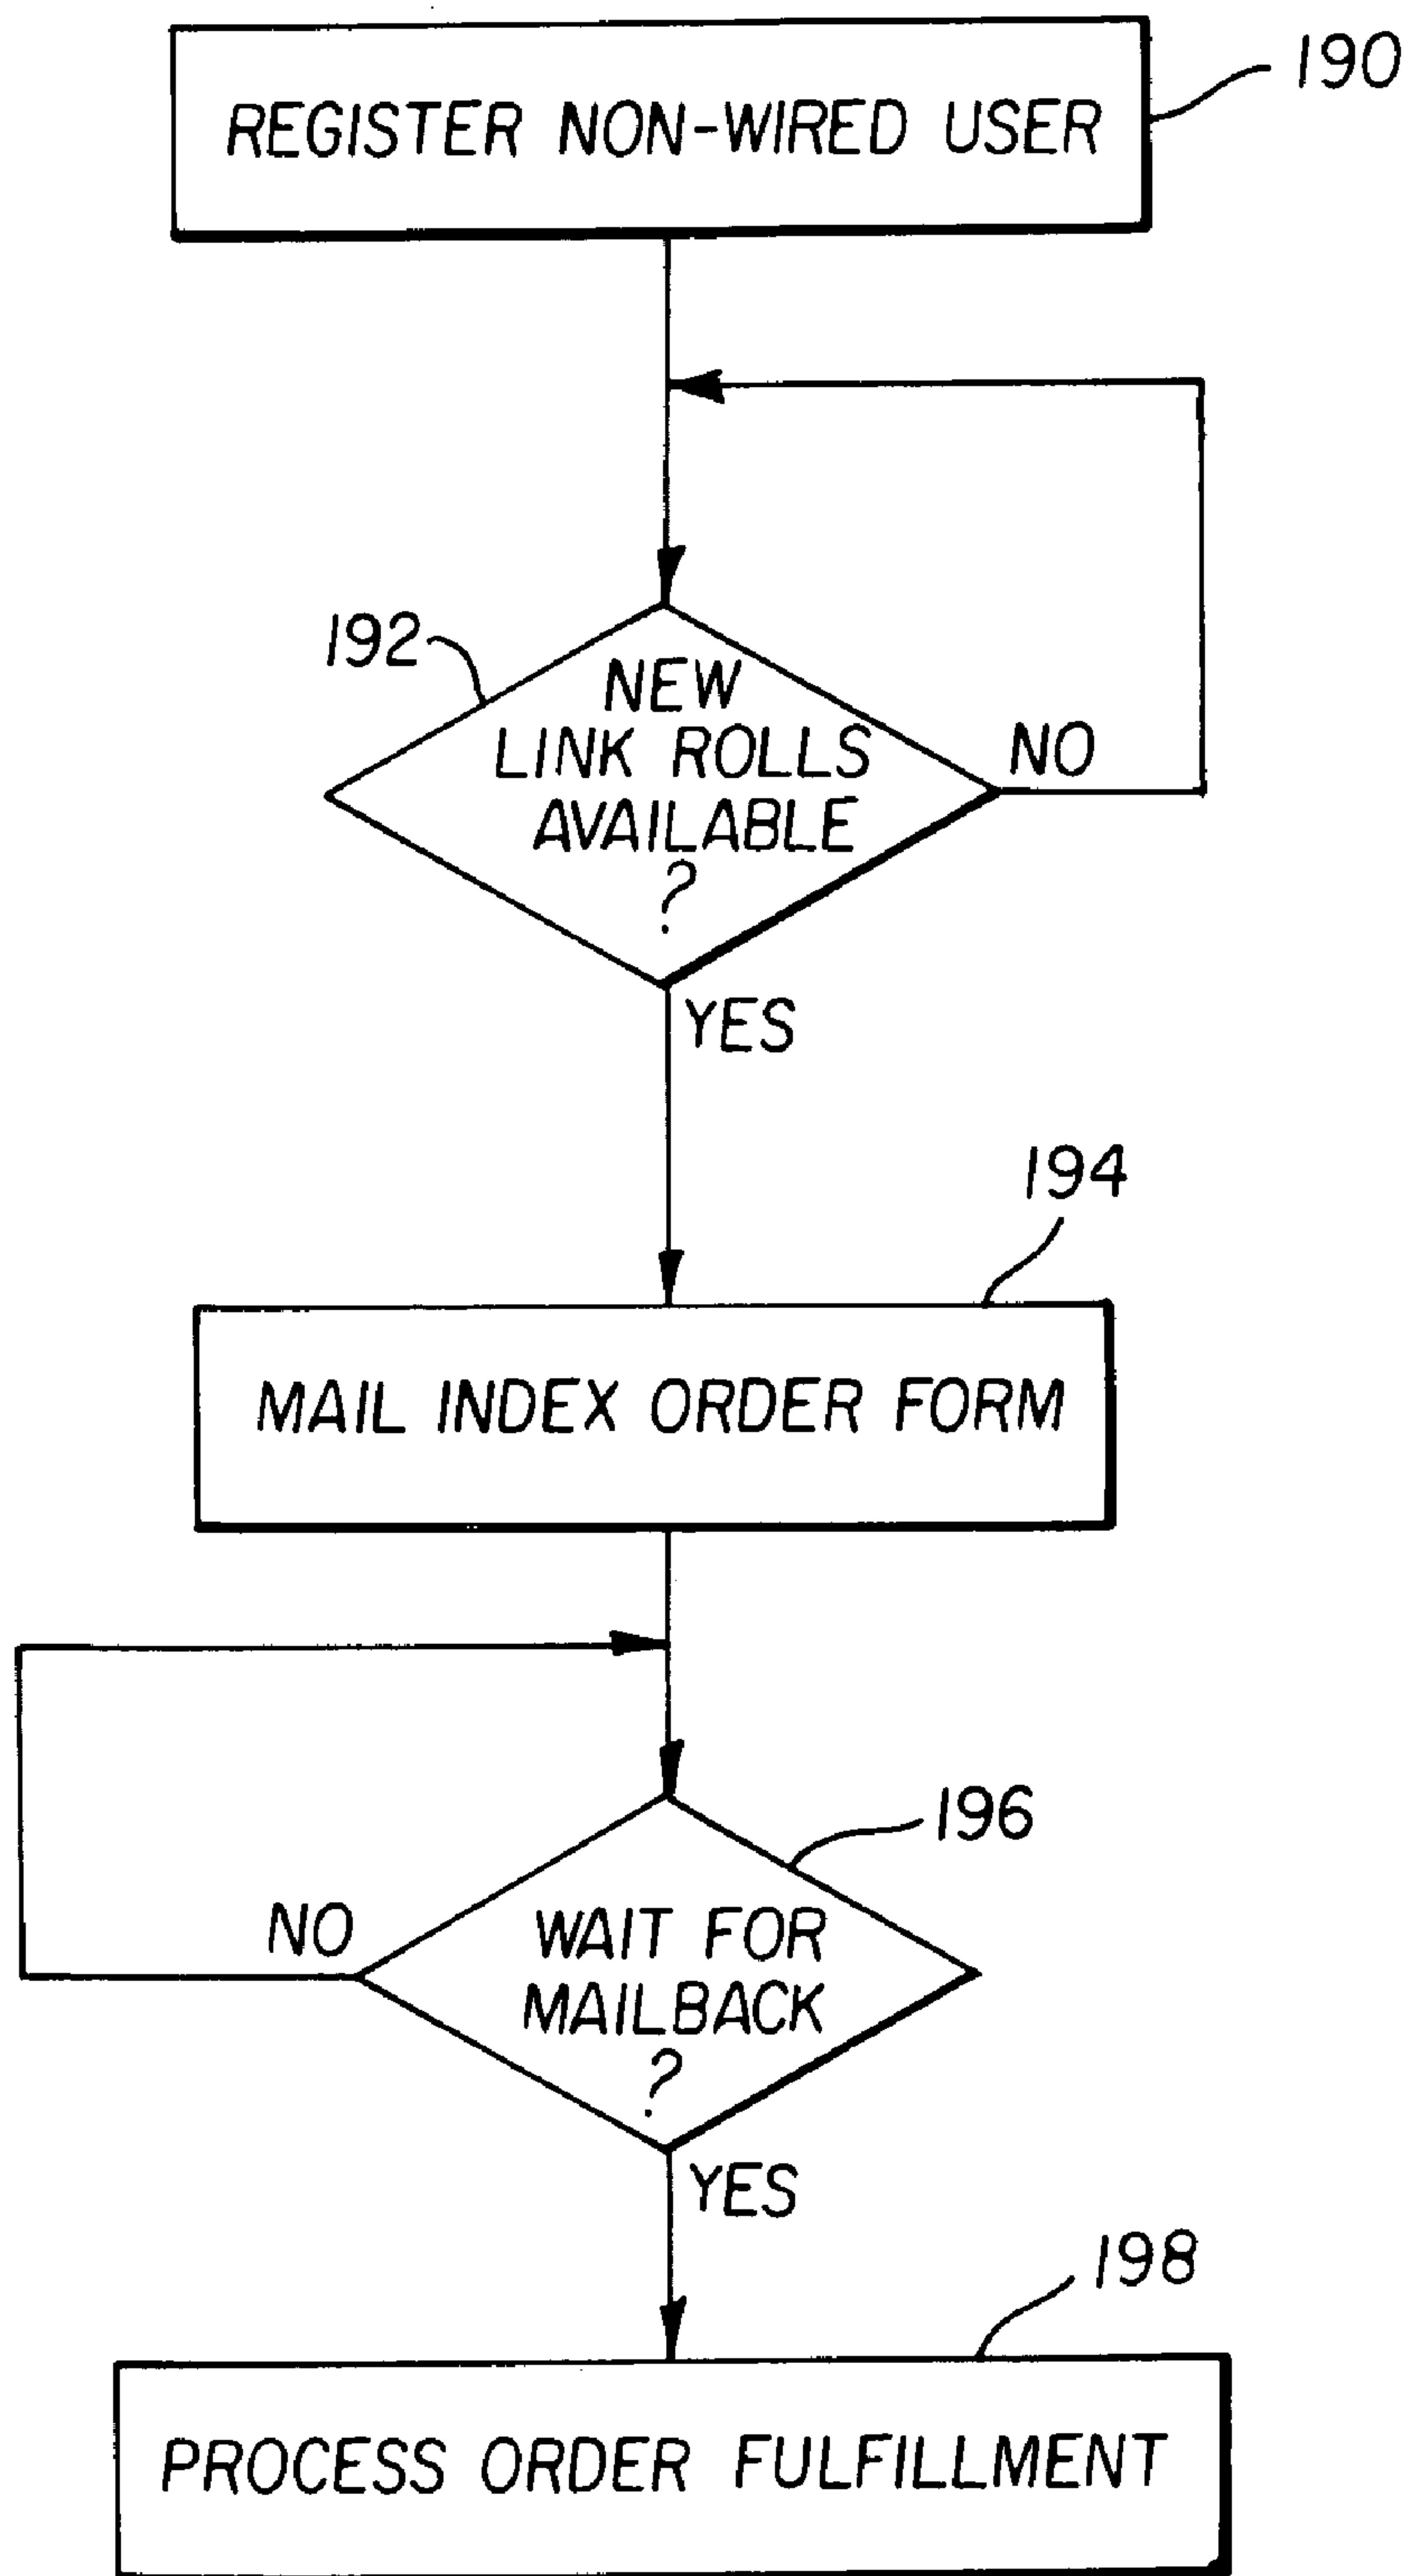 REGISTER NON-WIRED USER
190
192
NEW
LINK ROLLS
AVAILABLE
?
NO
YES
194
MAIL INDEX ORDER FORM
196
NO
WAIT FOR
MAILBACK
?
YES
198
PROCESS ORDER FULFILLMENT